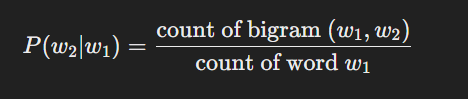 P(w₂|w₁) = count of bigram (w₁, w₂) / count of word w₁